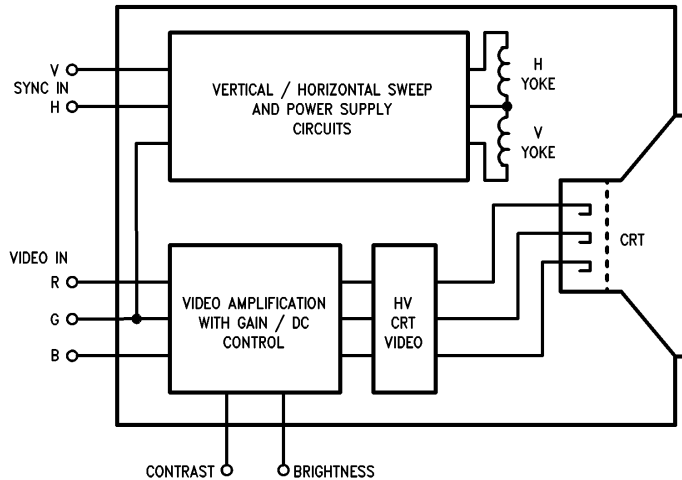 V
SYNC IN
H
VERTICAL / HORIZONTAL SWEEP
AND POWER SUPPLY
CIRCUITS
H
YOKE
V
YOKE
CRT
VIDEO IN
R
G
B
VIDEO AMPLIFICATION
WITH GAIN / DC
CONTROL
HV
CRT
VIDEO
CONTRAST
BRIGHTNESS